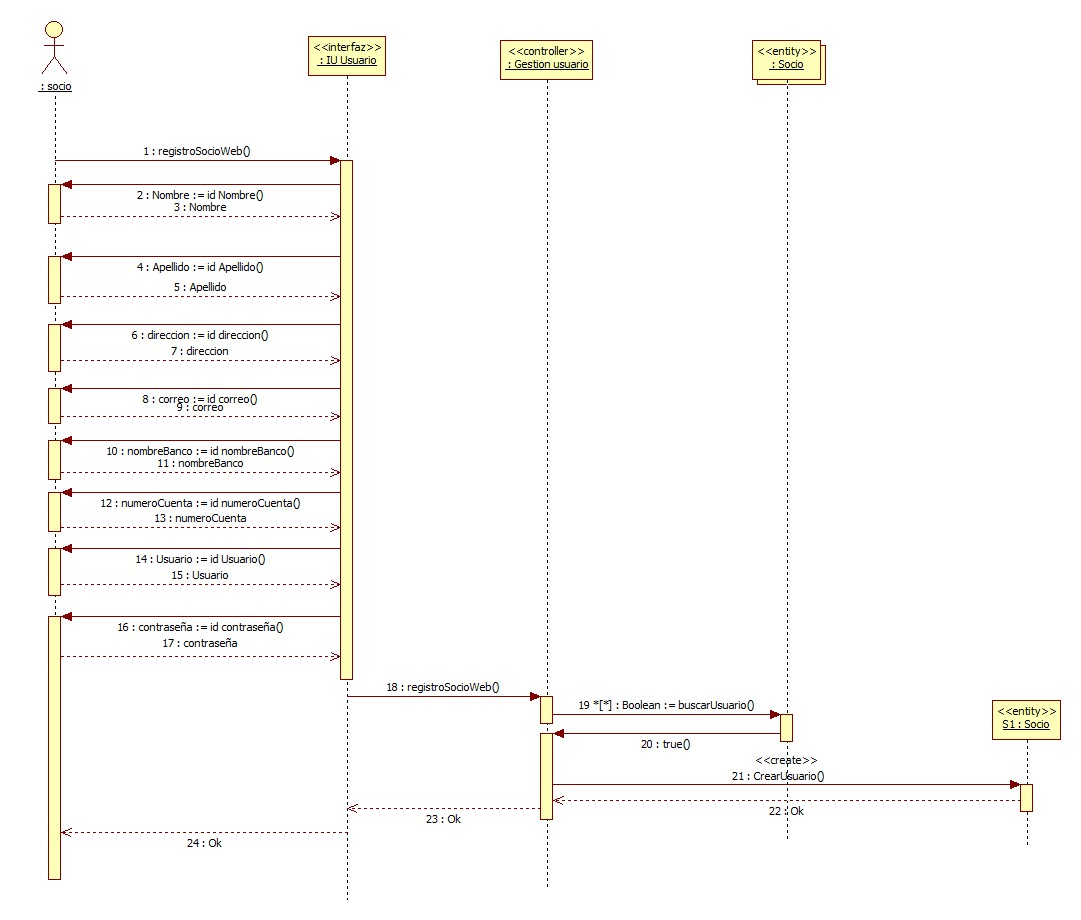 <<interfaz>>
: IU Usuario
<<controller>>
: Gestion usuario
<<entity>>
: Socio
: socio
1 : registroSocioWeb()
2 : Nombre := id Nombre()
3 : Nombre
4 : Apellido := id Apellido()
5 : Apellido
6 : direccion := id direccion()
7 : direccion
8 : correo := id correo()
9 : correo
10 : nombreBanco := id nombreBanco()
11 : nombreBanco
12 : numeroCuenta := id numeroCuenta()
13 : numeroCuenta
14 : Usuario := id Usuario()
15 : Usuario
16 : contraseña := id contraseña()
17 : contraseña
18 : registroSocioWeb()
19 *[*] : Boolean := buscarUsuario()
<<entity>>
S1 : Socio
20 : true()
<<create>>
21 : CrearUsuario()
22 : Ok
23 : Ok
24 : Ok